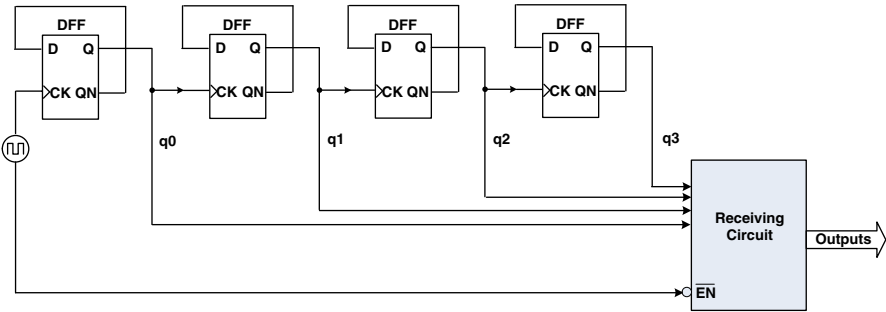 DFF DFF DFF DFF
D Q D Q D Q D Q
CK QN CK QN CK QN CK QN
q0 q1 q2 q3
Receiving
Circuit
Outputs
EN